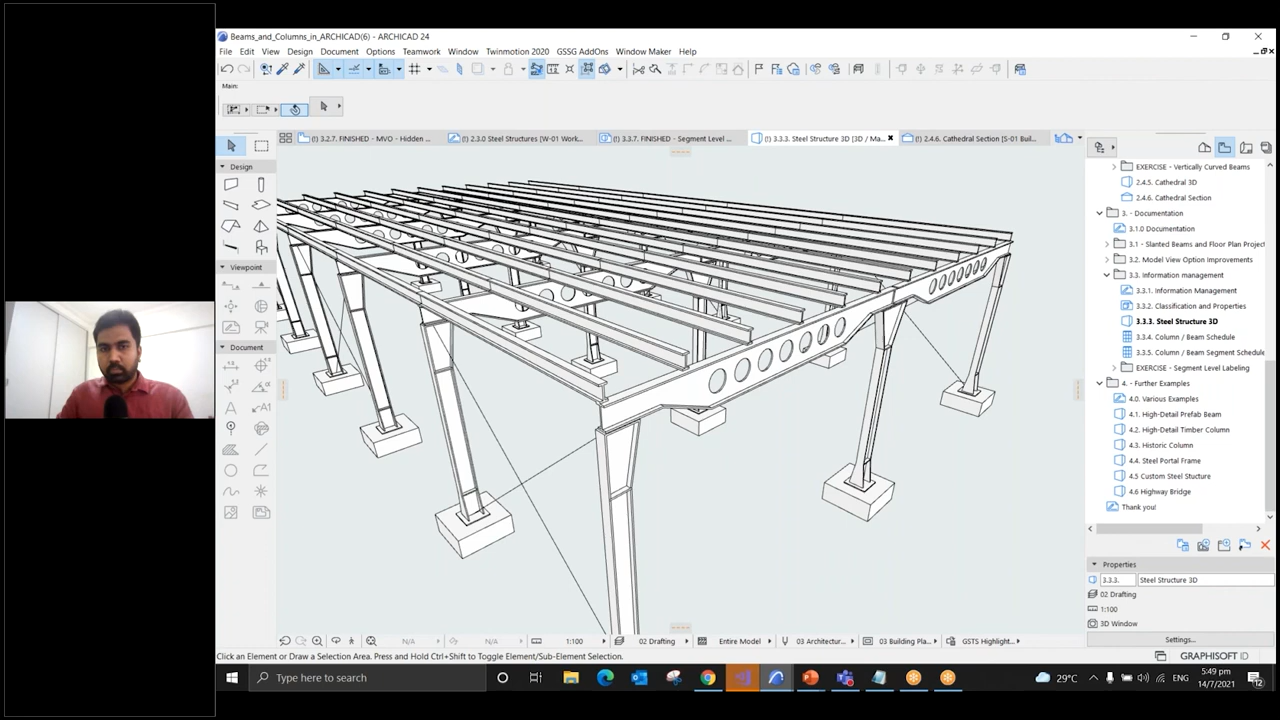 Beams_and_Columns_in_ARCHICAD(6) - ARCHICAD 24
File Edit View Design Document Options Teamwork Window Twinmotion 2020 GSSG AddOns Window Maker Help
Main:
(!) 3.2.7. FINISHED - MVO - Hidden ...
(!) 2.3.0 Steel Structures [W-01 Work...
(!) 3.3.7. FINISHED - Segment Level ...
(!) 3.3.3. Steel Structure 3D [3D / Ma...
(!) 2.4.6. Cathedral Section [S-01 Buil...
Design
Viewpoint
Document
A
A1
EXERCISE - Vertically Curved Beams
2.4.5. Cathedral 3D
2.4.6. Cathedral Section
3. - Documentation
3.1.0 Documentation
3.1 - Slanted Beams and Floor Plan Project
3.2. Model View Option Improvements
3.3. Information management
3.3.1. Information Management
3.3.2. Classification and Properties
3.3.3. Steel Structure 3D
3.3.4. Column / Beam Schedule
3.3.5. Column / Beam Segment Schedule
EXERCISE - Segment Level Labeling
4. - Further Examples
4.0. Various Examples
4.1. High-Detail Prefab Beam
4.2. High-Detail Timber Column
4.3. Historic Column
4.4. Steel Portal Frame
4.5 Custom Steel Stucture
4.6 Highway Bridge
Thank you!
Properties
3.3.3. Steel Structure 3D
02 Drafting
1:100
3D Window
Settings...
N/A N/A 1:100 02 Drafting Entire Model 03 Architectur... 03 Building Pla... GSTS Highlight...
Click an Element or Draw a Selection Area. Press and Hold Ctrl+Shift to Toggle Element/Sub-Element Selection.
GRAPHISOFT ID
Type here to search
29°C
ENG
5:49 pm
14/7/2021
12